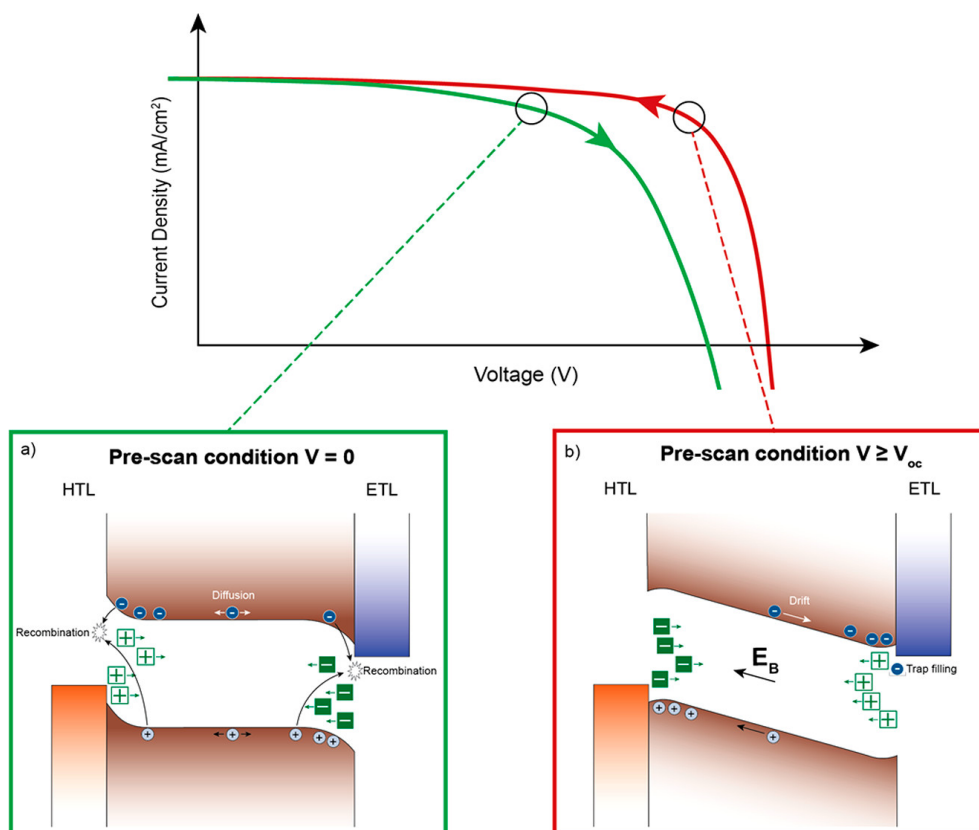 Current Density (mA/cm²)
Voltage (V)
a)
Pre-scan condition V = 0
HTL
ETL
Diffusion
Recombination
Recombination
b)
Pre-scan condition V ≥ Voc
HTL
ETL
Drift
E_B
Trap filling